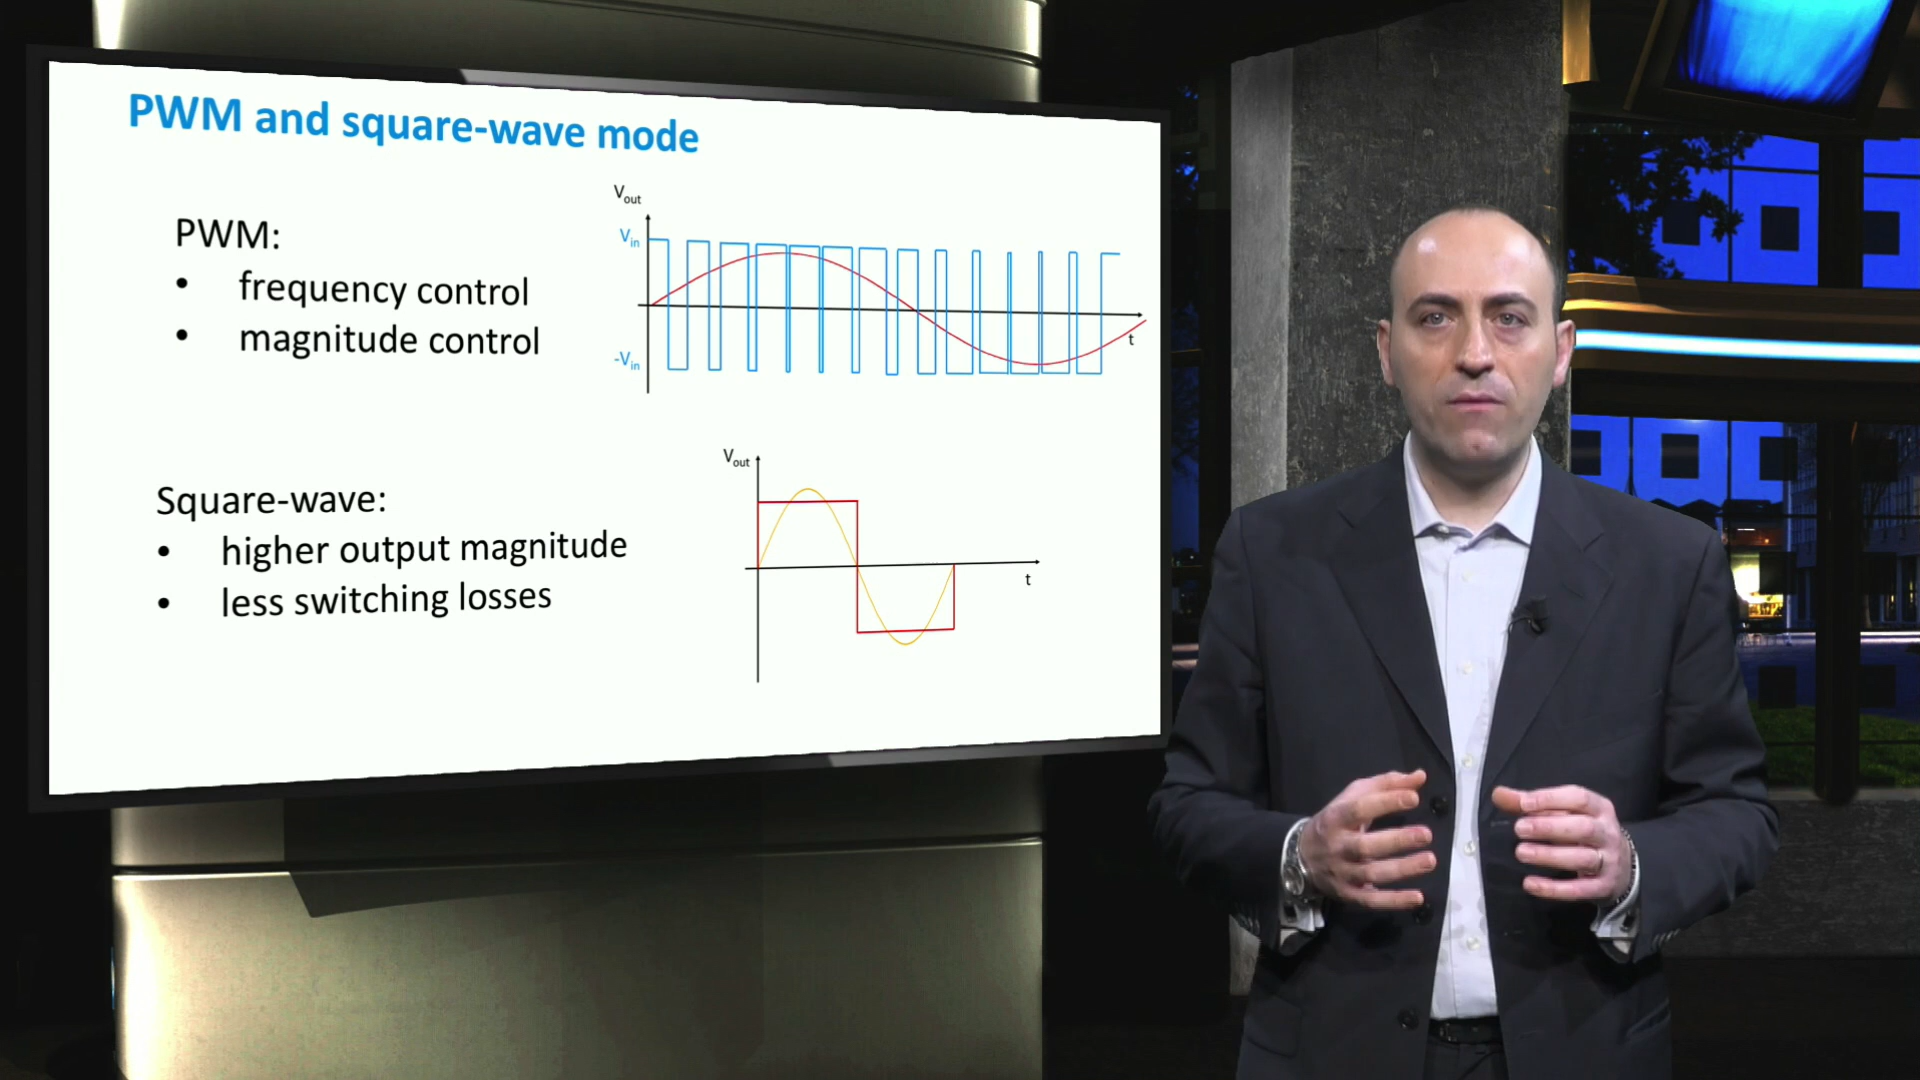 PWM and square-wave mode
PWM:
• frequency control
• magnitude control
Vout
Vin
-Vin
t
Square-wave:
• higher output magnitude
• less switching losses
Vout
t